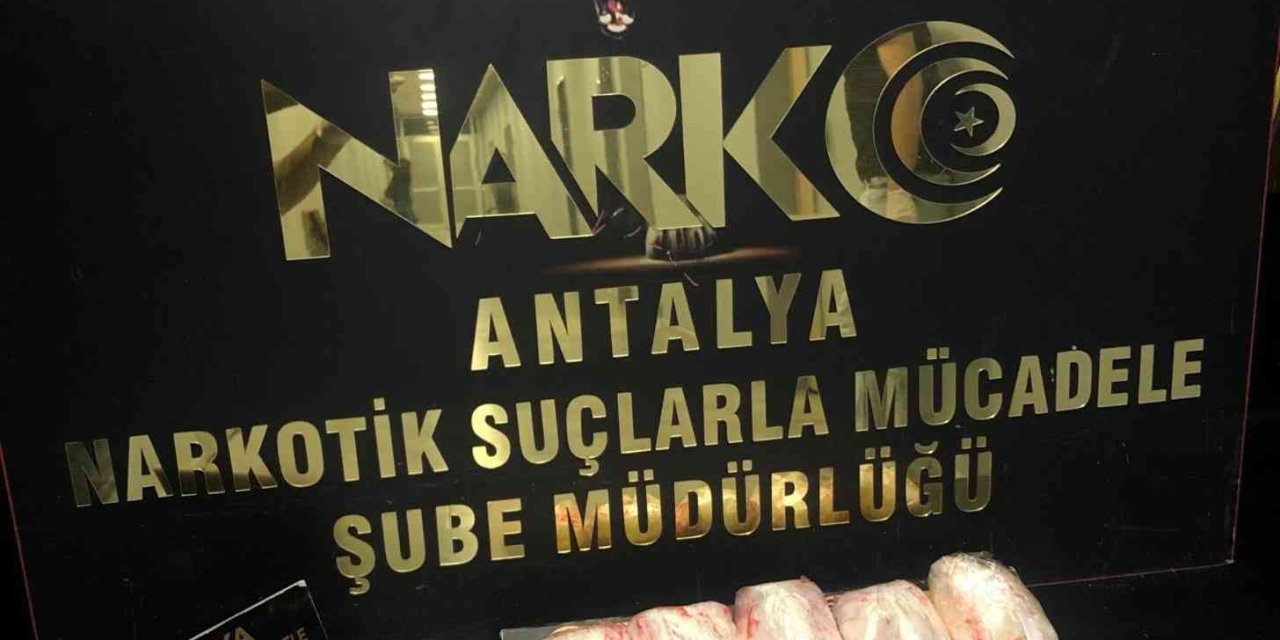 NARKO
ANTALYA
NARKOTİK SUÇLARLA MÜCADELE
ŞUBE MÜDÜRLÜĞÜ